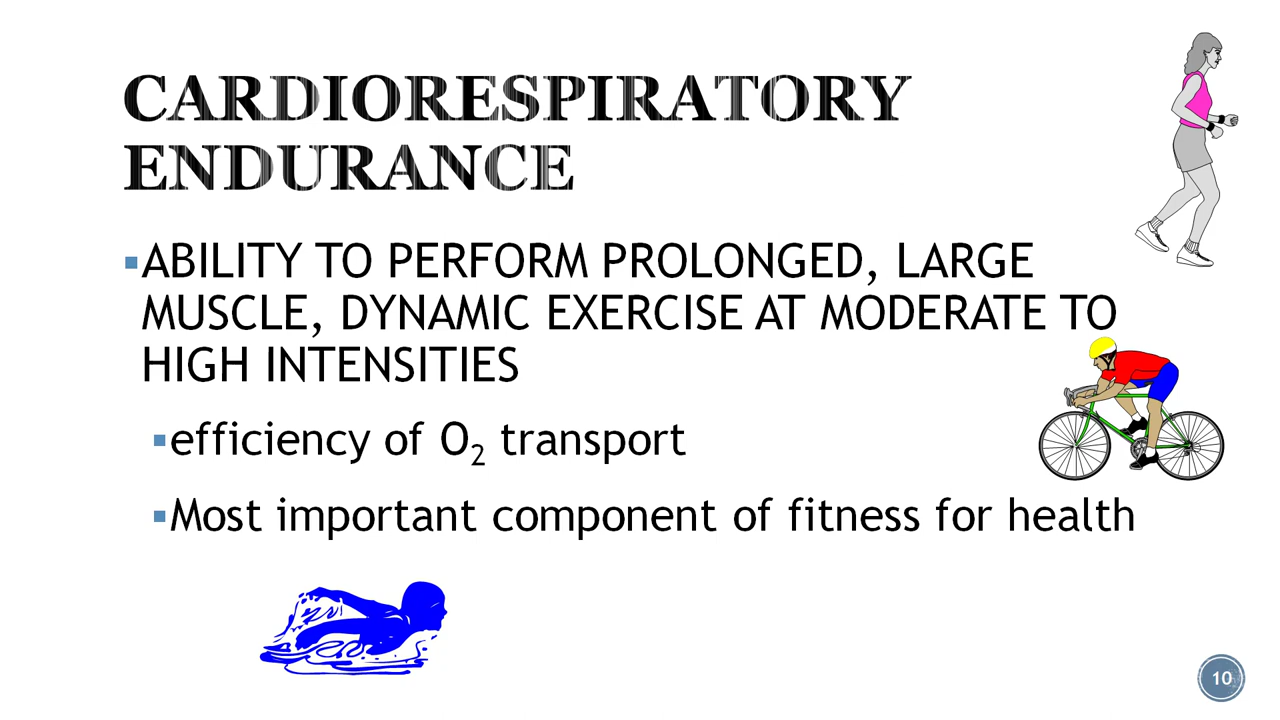 CARDIORESPIRATORY
ENDURANCE
▪ABILITY TO PERFORM PROLONGED, LARGE
MUSCLE, DYNAMIC EXERCISE AT MODERATE TO
HIGH INTENSITIES
▪efficiency of O₂ transport
▪Most important component of fitness for health
10